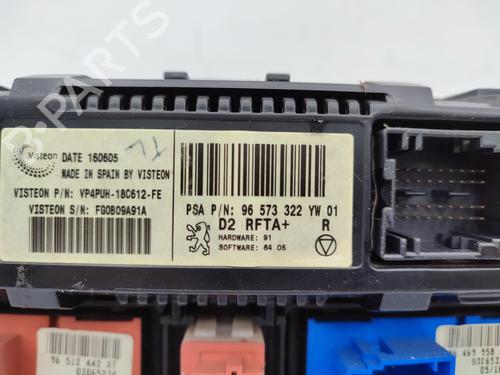 B-PARTS
Visteon
DATE 160605
MADE IN SPAIN BY VISTEON
VISTEON P/N: VP4PUH-18C612-FE
VISTEON S/N: FG0B09A91A
PSA P/N: 96 573 322 YW 01
D2 RFTA+ R
HARDWARE: 91
SOFTWARE: 64 05